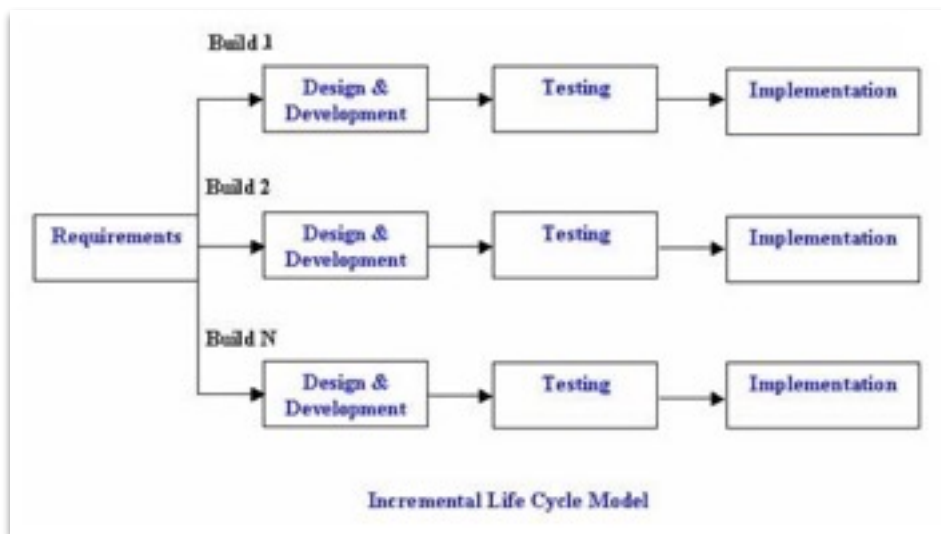 Build 1
Design &
Development
Testing
Implementation
Build 2
Requirements
Design &
Development
Testing
Implementation
Build N
Design &
Development
Testing
Implementation
Incremental Life Cycle Model